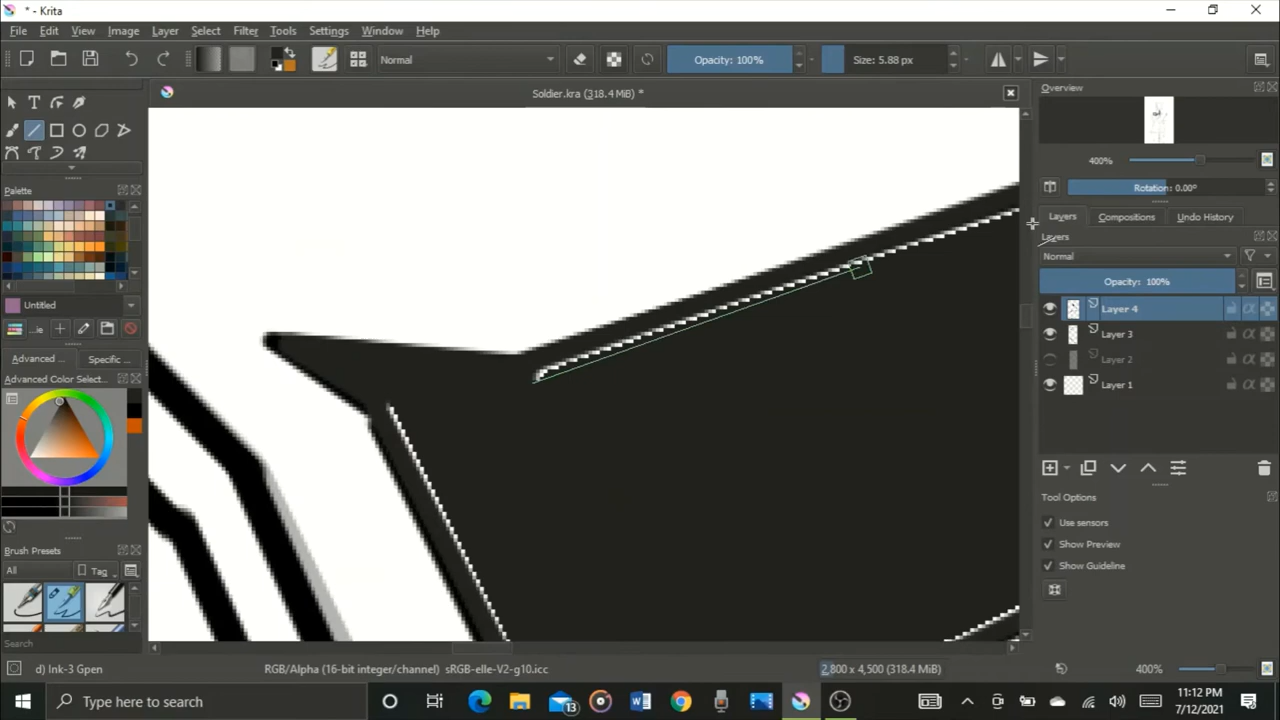 * - Krita
File Edit View Image Layer Select Filter Tools Settings Window Help
Normal
Opacity: 100%
Size: 5.88 px
Soldier.kra (318.4 MiB) *
Overview
400%
Rotation: 0.00°
Palette
Layers Compositions Undo History
Layers
Normal
Opacity: 100%
Untitled
Layer 4
Layer 3
Layer 2
Layer 1
...ie
Advanced ... Specific ...
Advanced Color Select...
Tool Options
Use sensors
Show Preview
Show Guideline
Brush Presets
All
Tag
Search
d) Ink-3 Gpen
RGB/Alpha (16-bit integer/channel) sRGB-elle-V2-g10.icc
2,800 x 4,500 (318.4 MiB)
400%
Type here to search
13
11:12 PM
7/12/2021